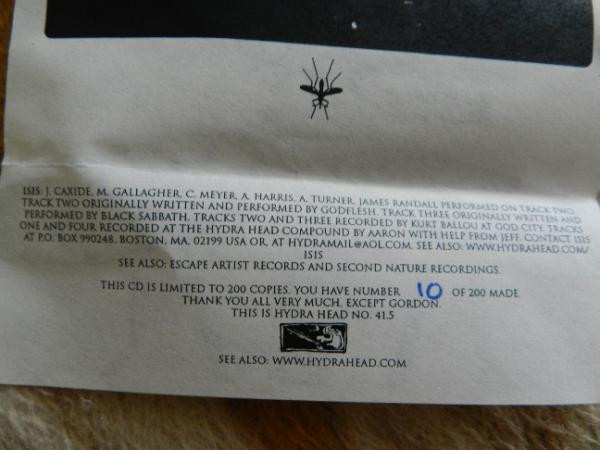 ISIS: J. CAXIDE, M. GALLAGHER, C. MEYER, A. HARRIS, A. TURNER. JAMES RANDALL PERFORMED ON TRACK TWO.
TRACK TWO ORIGINALLY WRITTEN AND PERFORMED BY GODFLESH. TRACK THREE ORIGINALLY WRITTEN AND
PERFORMED BY BLACK SABBATH. TRACKS TWO AND THREE RECORDED BY KURT BALLOU AT GOD CITY. TRACKS
ONE AND FOUR RECORDED AT THE HYDRA HEAD COMPOUND BY AARON WITH HELP FROM JEFF. CONTACT ISIS
AT P.O. BOX 990248, BOSTON, MA. 02199 USA OR, AT HYDRAMAIL@AOL.COM. SEE ALSO: WWW.HYDRAHEAD.COM/
ISIS
SEE ALSO: ESCAPE ARTIST RECORDS AND SECOND NATURE RECORDINGS.
THIS CD IS LIMITED TO 200 COPIES. YOU HAVE NUMBER 10 OF 200 MADE.
THANK YOU ALL VERY MUCH. EXCEPT GORDON.
THIS IS HYDRA HEAD NO. 41.5
SEE ALSO: WWW.HYDRAHEAD.COM